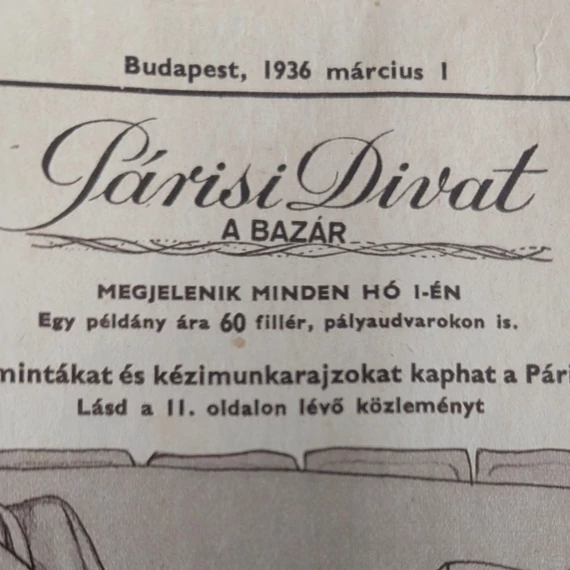 Budapest, 1936 március 1
Párisi Divat
A BAZÁR
MEGJELENIK MINDEN HÓ 1-ÉN
Egy példány ára 60 fillér, pályaudvarokon is.
mintákat és kézimunkarajzokat kaphat a Pári
Lásd a 11. oldalon lévő közleményt